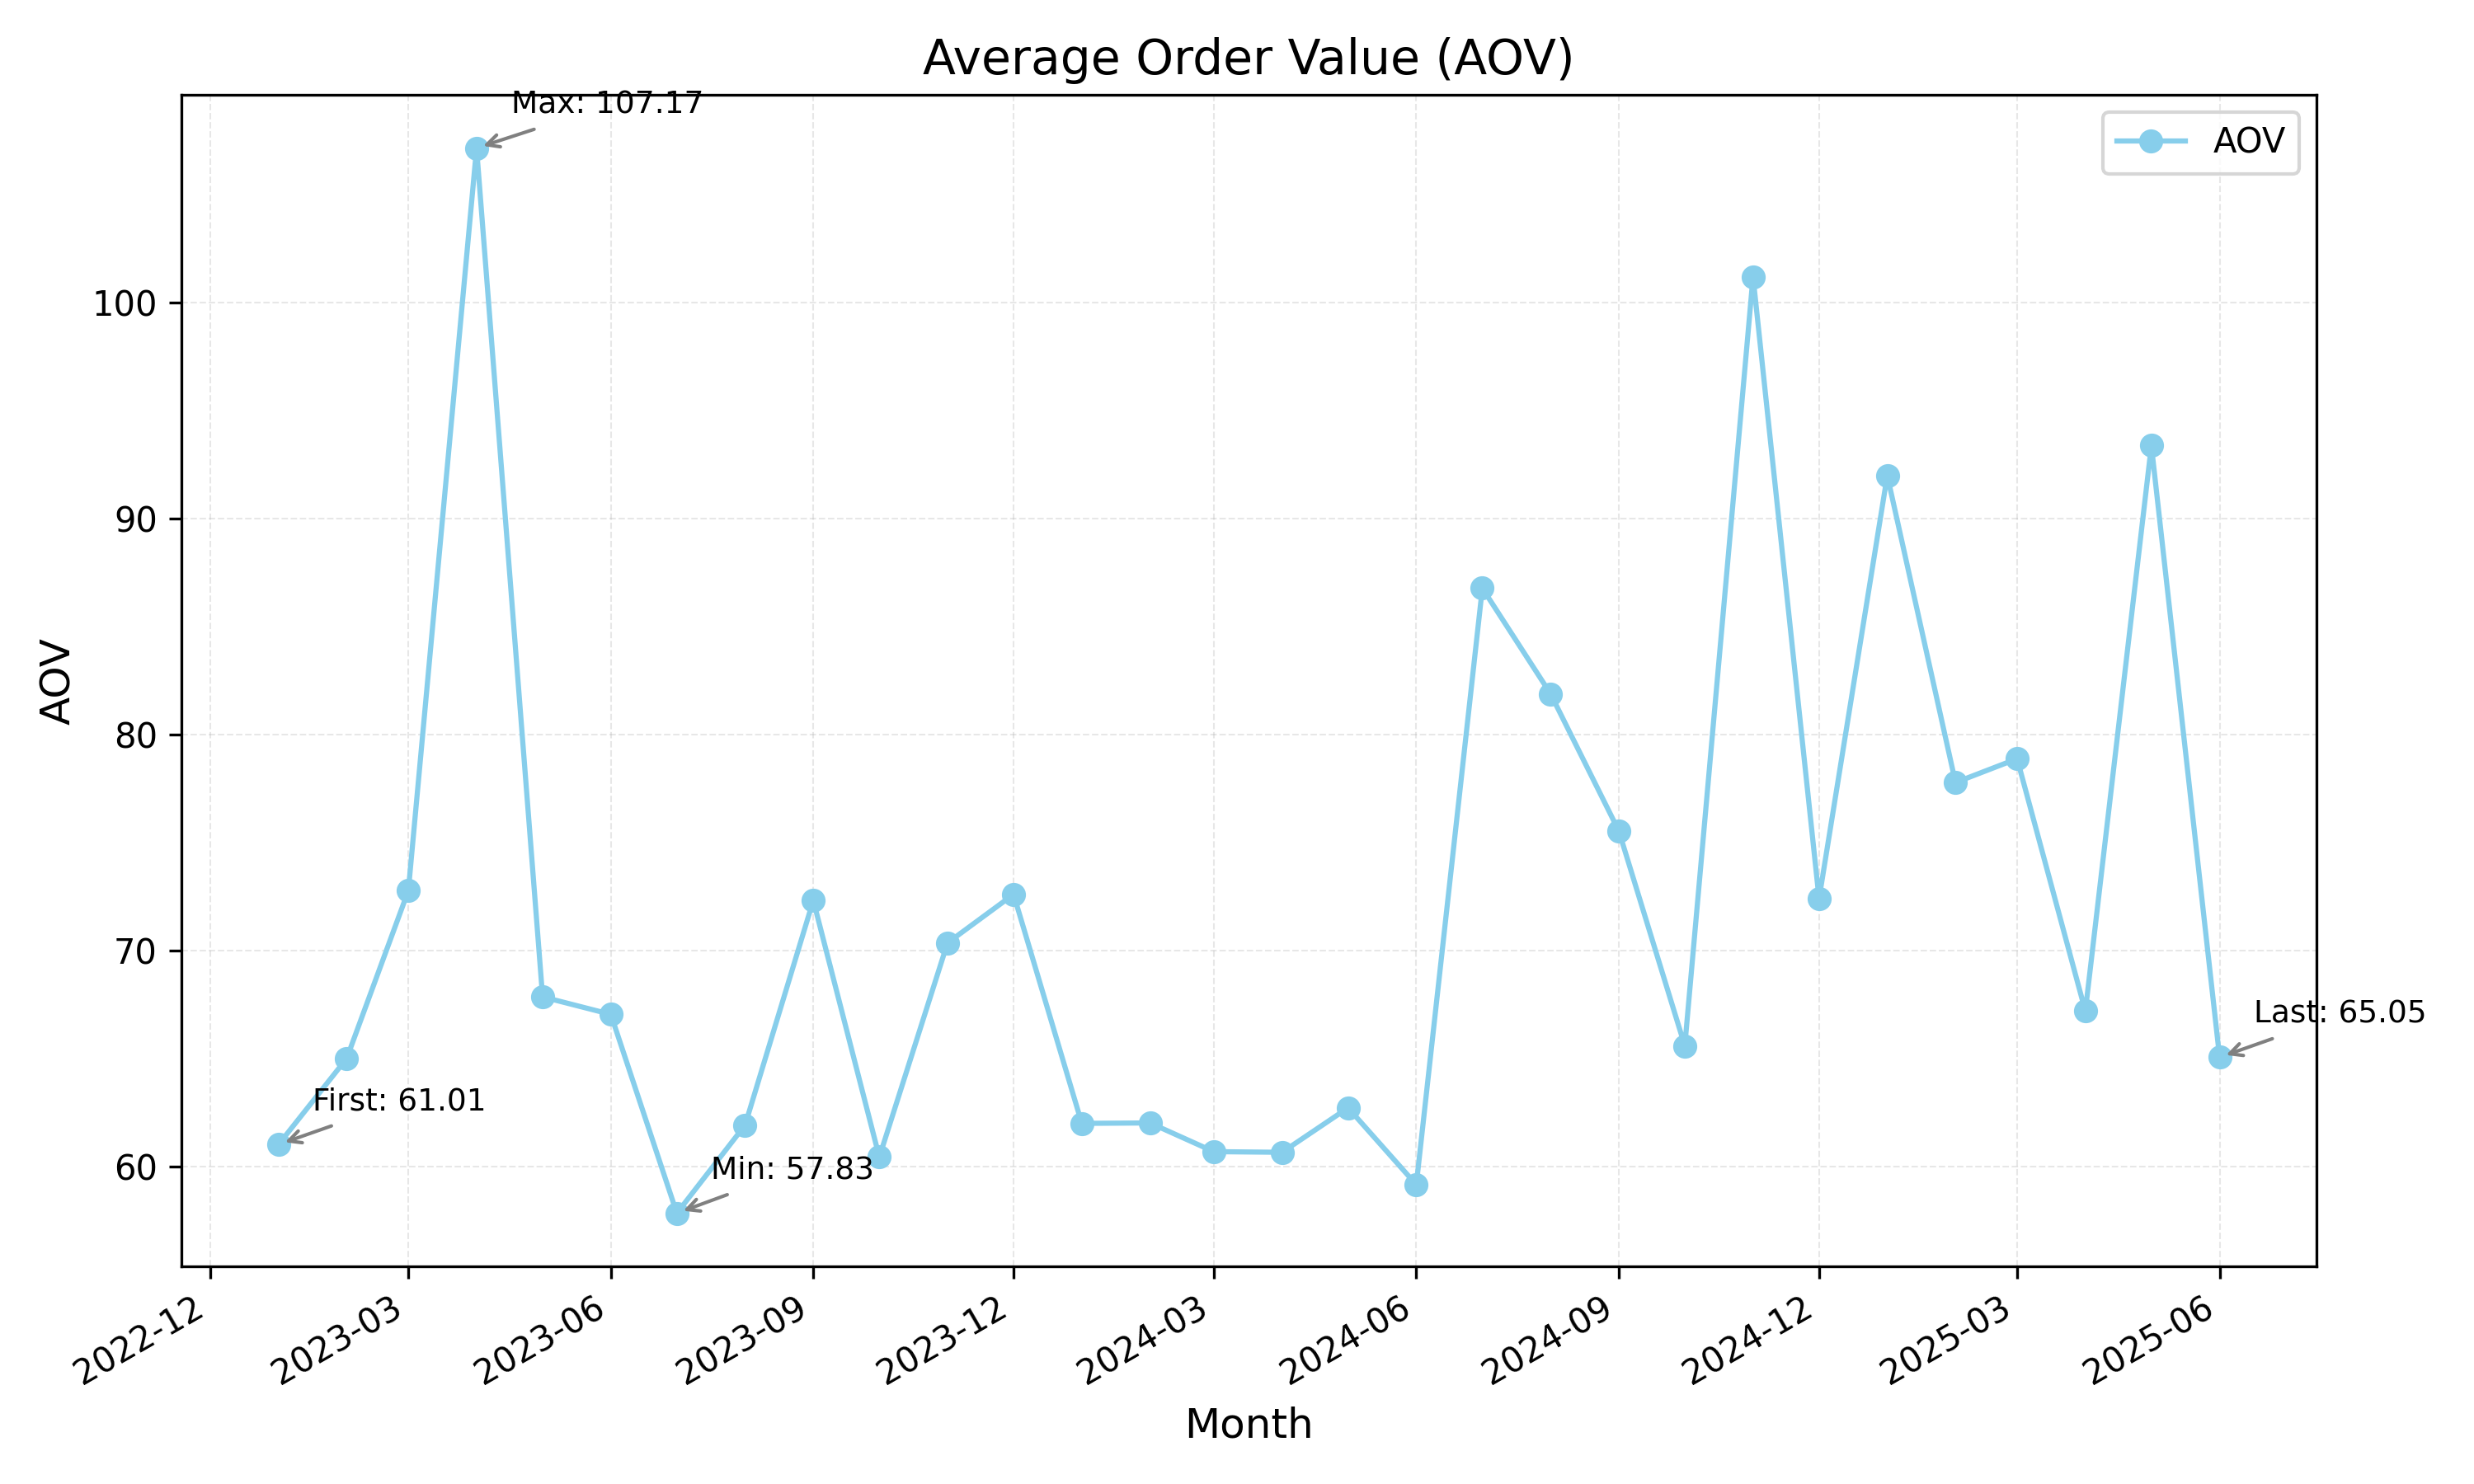 Average Order Value (AOV)
Max: 107.17
AOV
100
90
80
70
60
AOV
First: 61.01
Min: 57.83
Last: 65.05
2022-12
2023-03
2023-06
2023-09
2023-12
2024-03
2024-06
2024-09
2024-12
2025-03
2025-06
Month